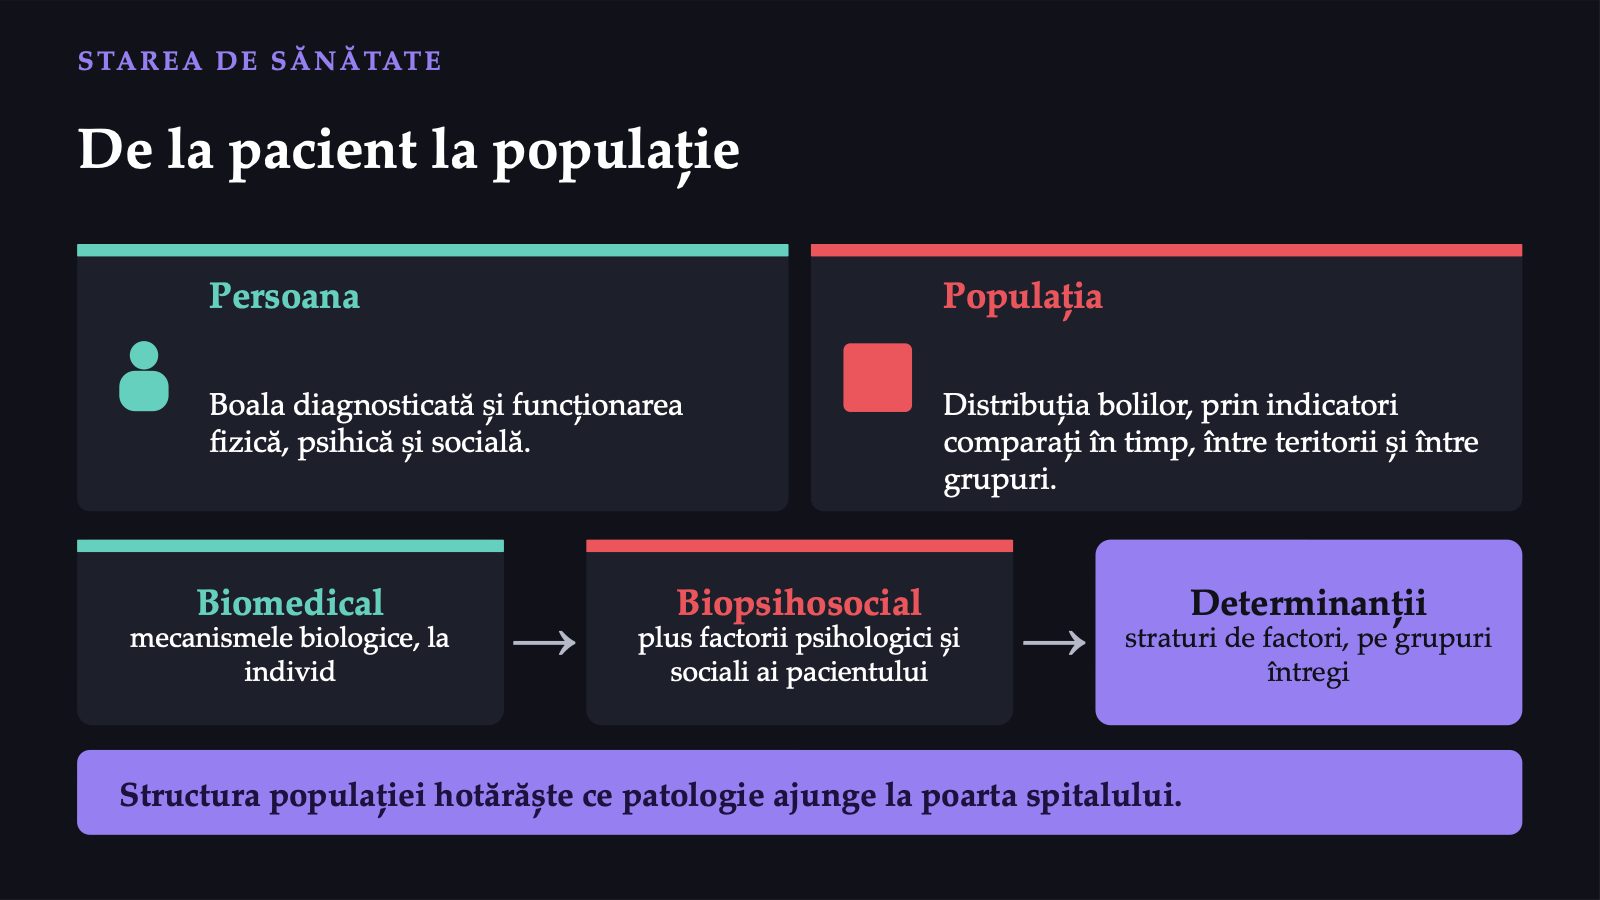 STAREA DE SĂNĂTATE
De la pacient la populație
Persoana
Boala diagnosticată și funcționarea
fizică, psihică și socială.
Populația
Distribuția bolilor, prin indicatori
comparați în timp, între teritorii și între
grupuri.
Biomedical
mecanismele biologice, la
individ
Biopsihosocial
plus factorii psihologici și
sociali ai pacientului
Determinanții
straturi de factori, pe grupuri
întregi
Structura populației hotărăște ce patologie ajunge la poarta spitalului.